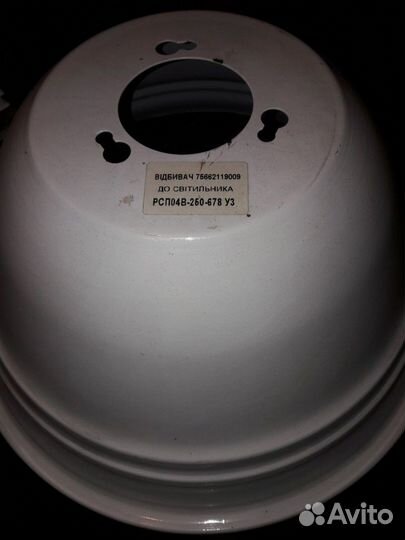 ВІДБИВАЧ 75662119009
ДО СВІТИЛЬНИКА
РСП04В-250-678 У3
Avito